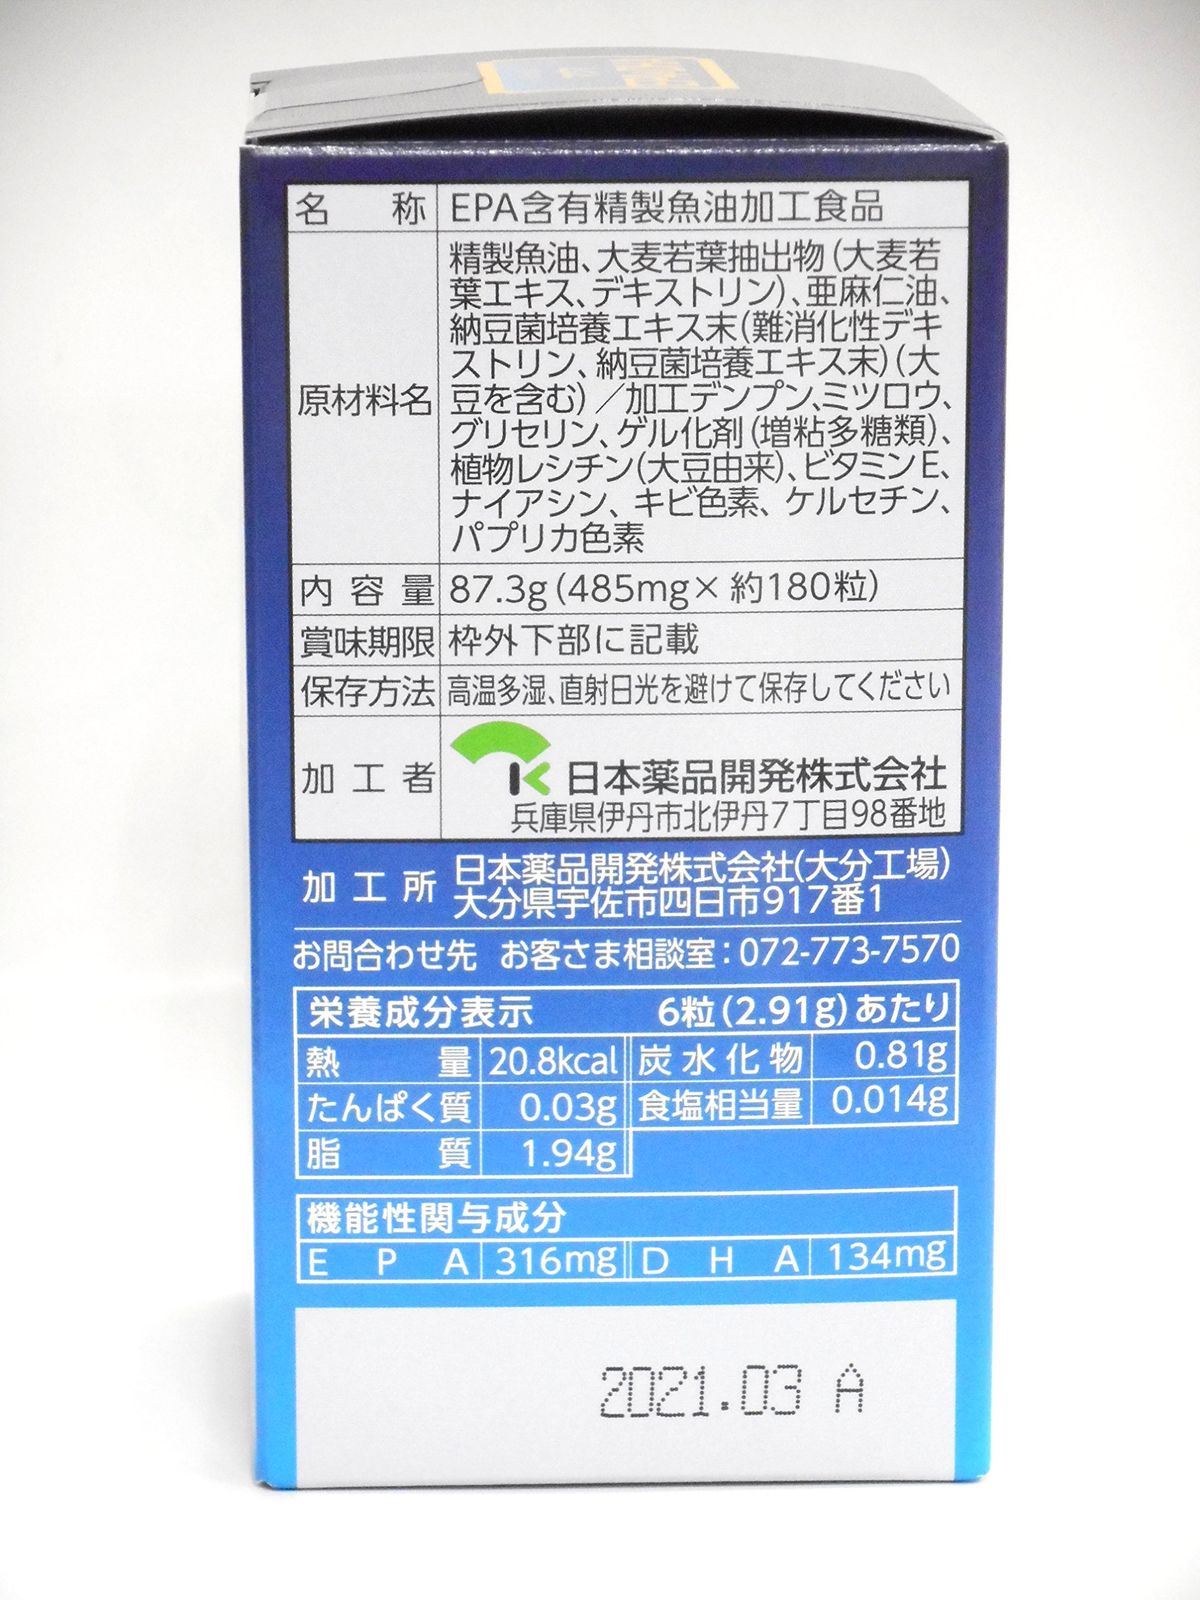 名称 EPA含有精製魚油加工食品
原材料名 精製魚油、大麦若葉抽出物(大麦若
葉エキス、デキストリン)、亜麻仁油、
納豆菌培養エキス末(難消化性デキ
ストリン、納豆菌培養エキス末)(大
豆を含む)／加工デンプン、ミツロウ、
グリセリン、ゲル化剤(増粘多糖類)、
植物レシチン(大豆由来)、ビタミンE、
ナイアシン、キビ色素、ケルセチン、
パプリカ色素
内容量 87.3g(485mg×約180粒)
賞味期限 枠外下部に記載
保存方法 高温多湿、直射日光を避けて保存してください
加工者 日本薬品開発株式会社
兵庫県伊丹市北伊丹7丁目98番地
加工所 日本薬品開発株式会社(大分工場)
大分県宇佐市四日市917番1
お問合わせ先 お客さま相談室:072-773-7570
栄養成分表示 6粒(2.91g)あたり
熱量 20.8kcal 炭水化物 0.81g
たんぱく質 0.03g 食塩相当量 0.014g
脂質 1.94g
機能性関与成分
EPA 316mg DHA 134mg
2021.03 A